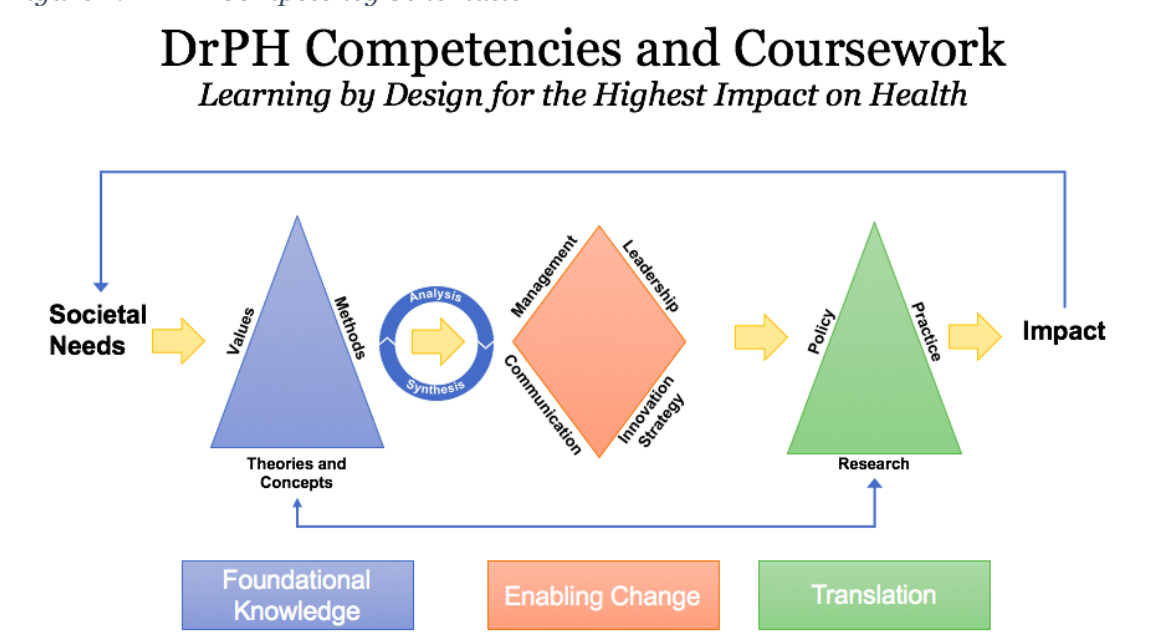 DrPH Competencies and Coursework
Learning by Design for the Highest Impact on Health
Societal
Needs
Values
Methods
Theories and
Concepts
Analysis
Synthesis
Management
Leadership
Communication
Innovation
Strategy
Policy
Practice
Research
Impact
Foundational
Knowledge
Enabling Change
Translation